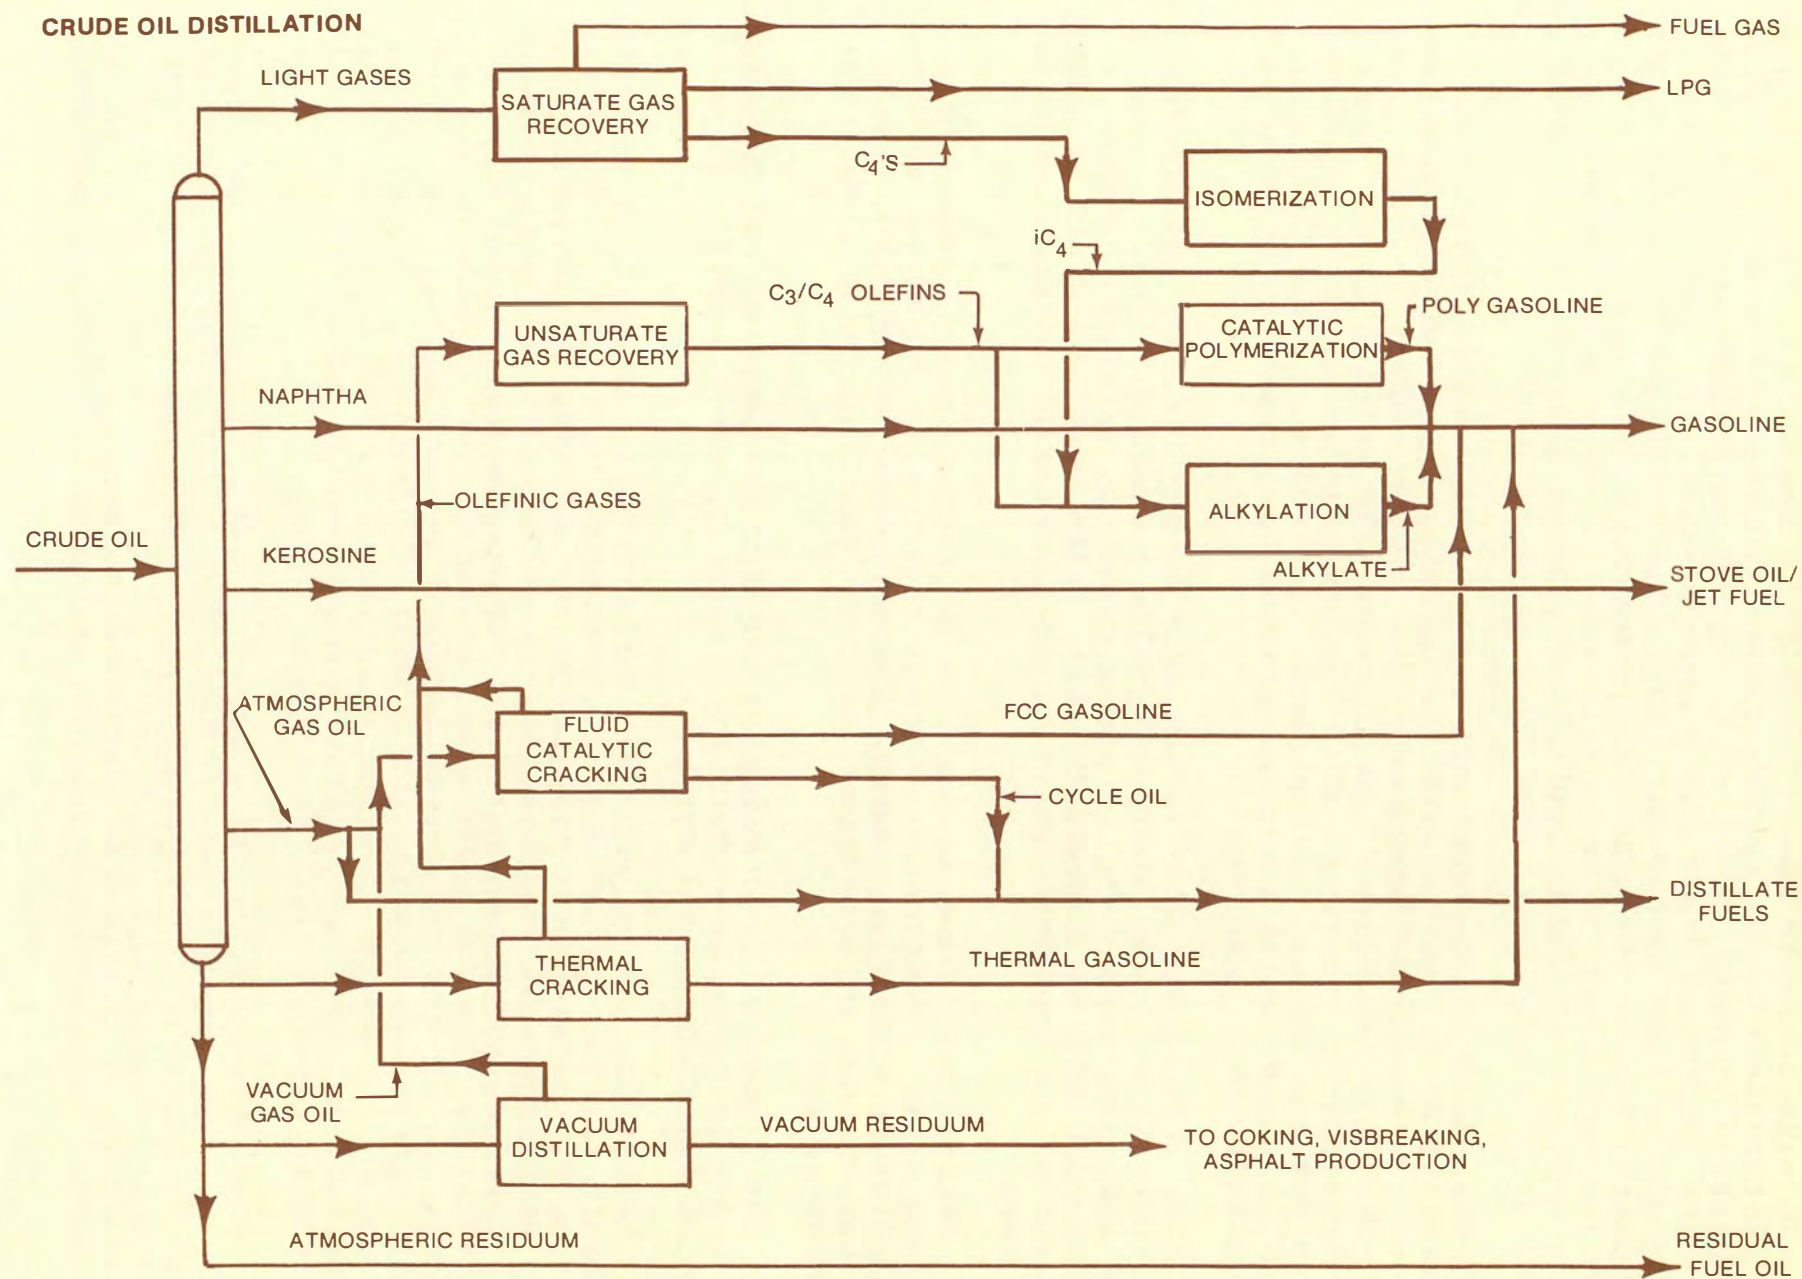 CRUDE OIL DISTILLATION
FUEL GAS
LIGHT GASES
LPG
SATURATE GAS
RECOVERY
C4'S
ISOMERIZATION
iC4
C3/C4 OLEFINS
POLY GASOLINE
UNSATURATE
GAS RECOVERY
CATALYTIC
POLYMERIZATION
NAPHTHA
GASOLINE
OLEFINIC GASES
ALKYLATION
CRUDE OIL
KEROSINE
ALKYLATE
STOVE OIL/
JET FUEL
ATMOSPHERIC
GAS OIL
FCC GASOLINE
FLUID
CATALYTIC
CRACKING
CYCLE OIL
DISTILLATE
FUELS
THERMAL
CRACKING
THERMAL GASOLINE
VACUUM
GAS OIL
VACUUM
DISTILLATION
VACUUM RESIDUUM
TO COKING, VISBREAKING,
ASPHALT PRODUCTION
ATMOSPHERIC RESIDUUM
RESIDUAL
FUEL OIL